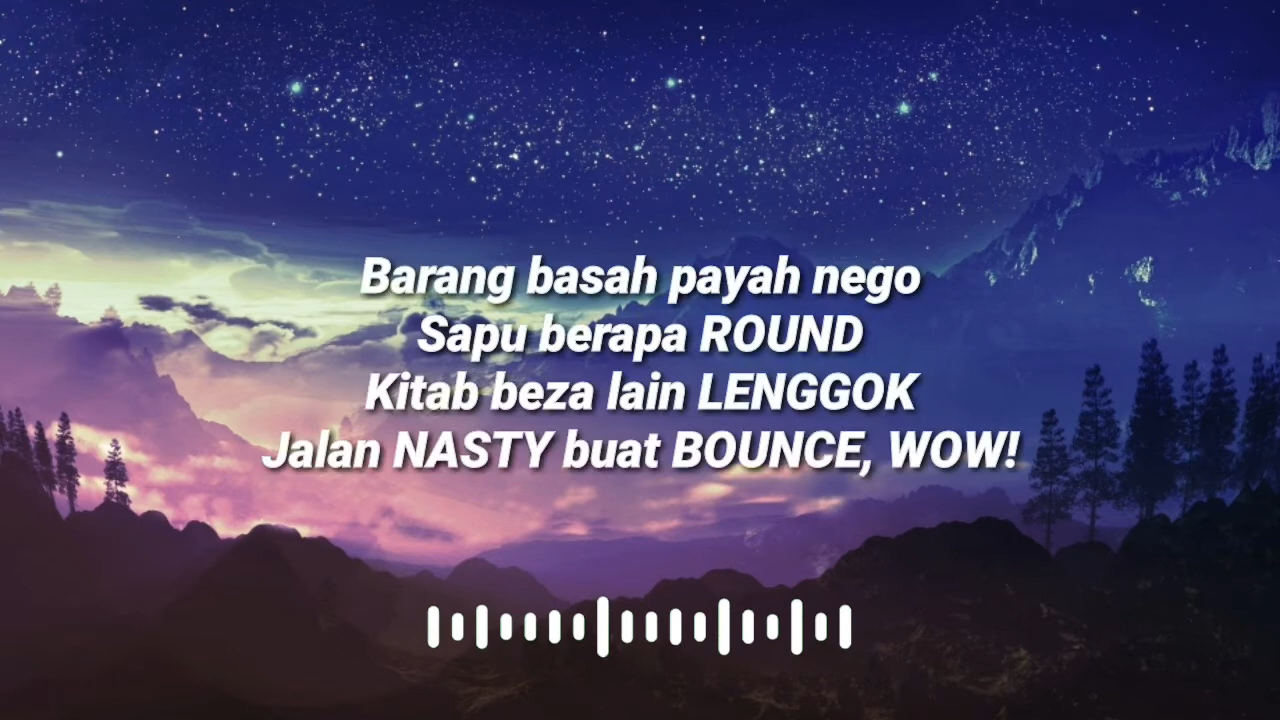 Barang basah payah nego
Sapu berapa ROUND
Kitab beza lain LENGGOK
Jalan NASTY buat BOUNCE, WOW!